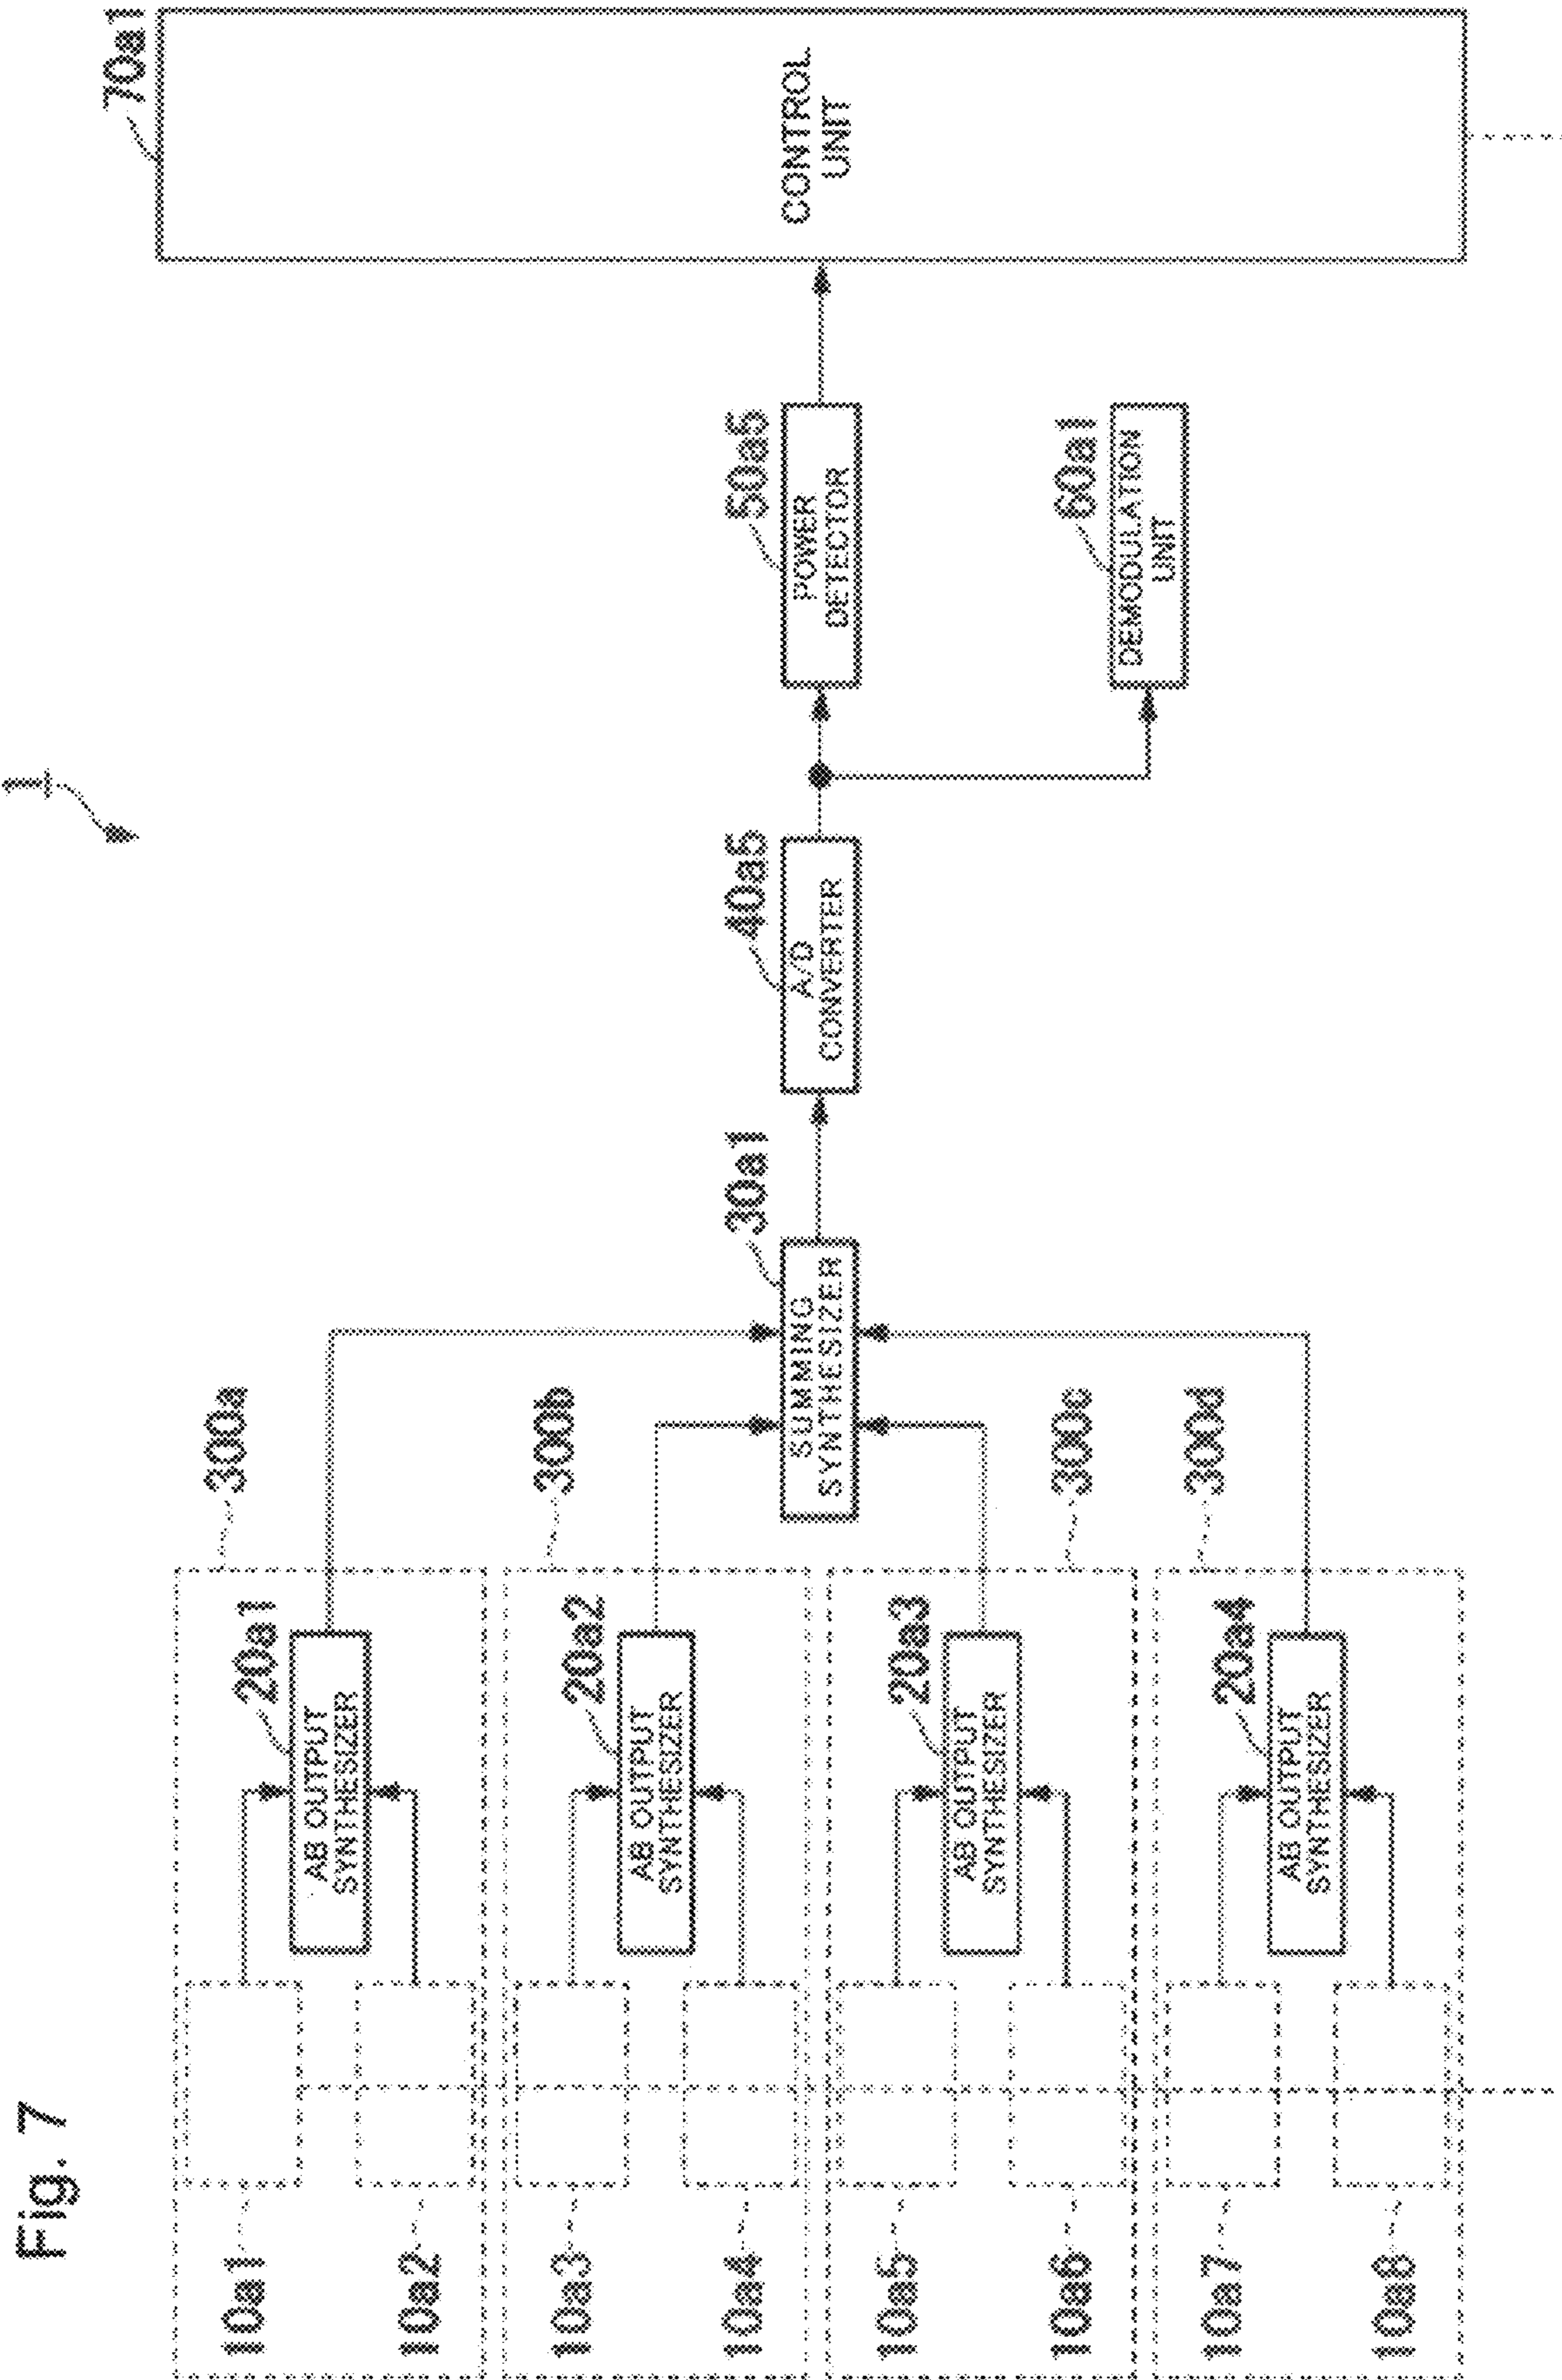 Fig. 7
1
10a1
10a2
10a3
10a4
10a5
10a6
10a7
10a8
300a
300b
300c
300d
20a1
AB OUTPUT
SYNTHESIZER
20a2
AB OUTPUT
SYNTHESIZER
20a3
AB OUTPUT
SYNTHESIZER
20a4
AB OUTPUT
SYNTHESIZER
30a1
SUMMING
SYNTHESIZER
40a5
A/D
CONVERTER
50a5
POWER
DETECTOR
60a1
DEMODULATION
UNIT
70a1
CONTROL
UNIT